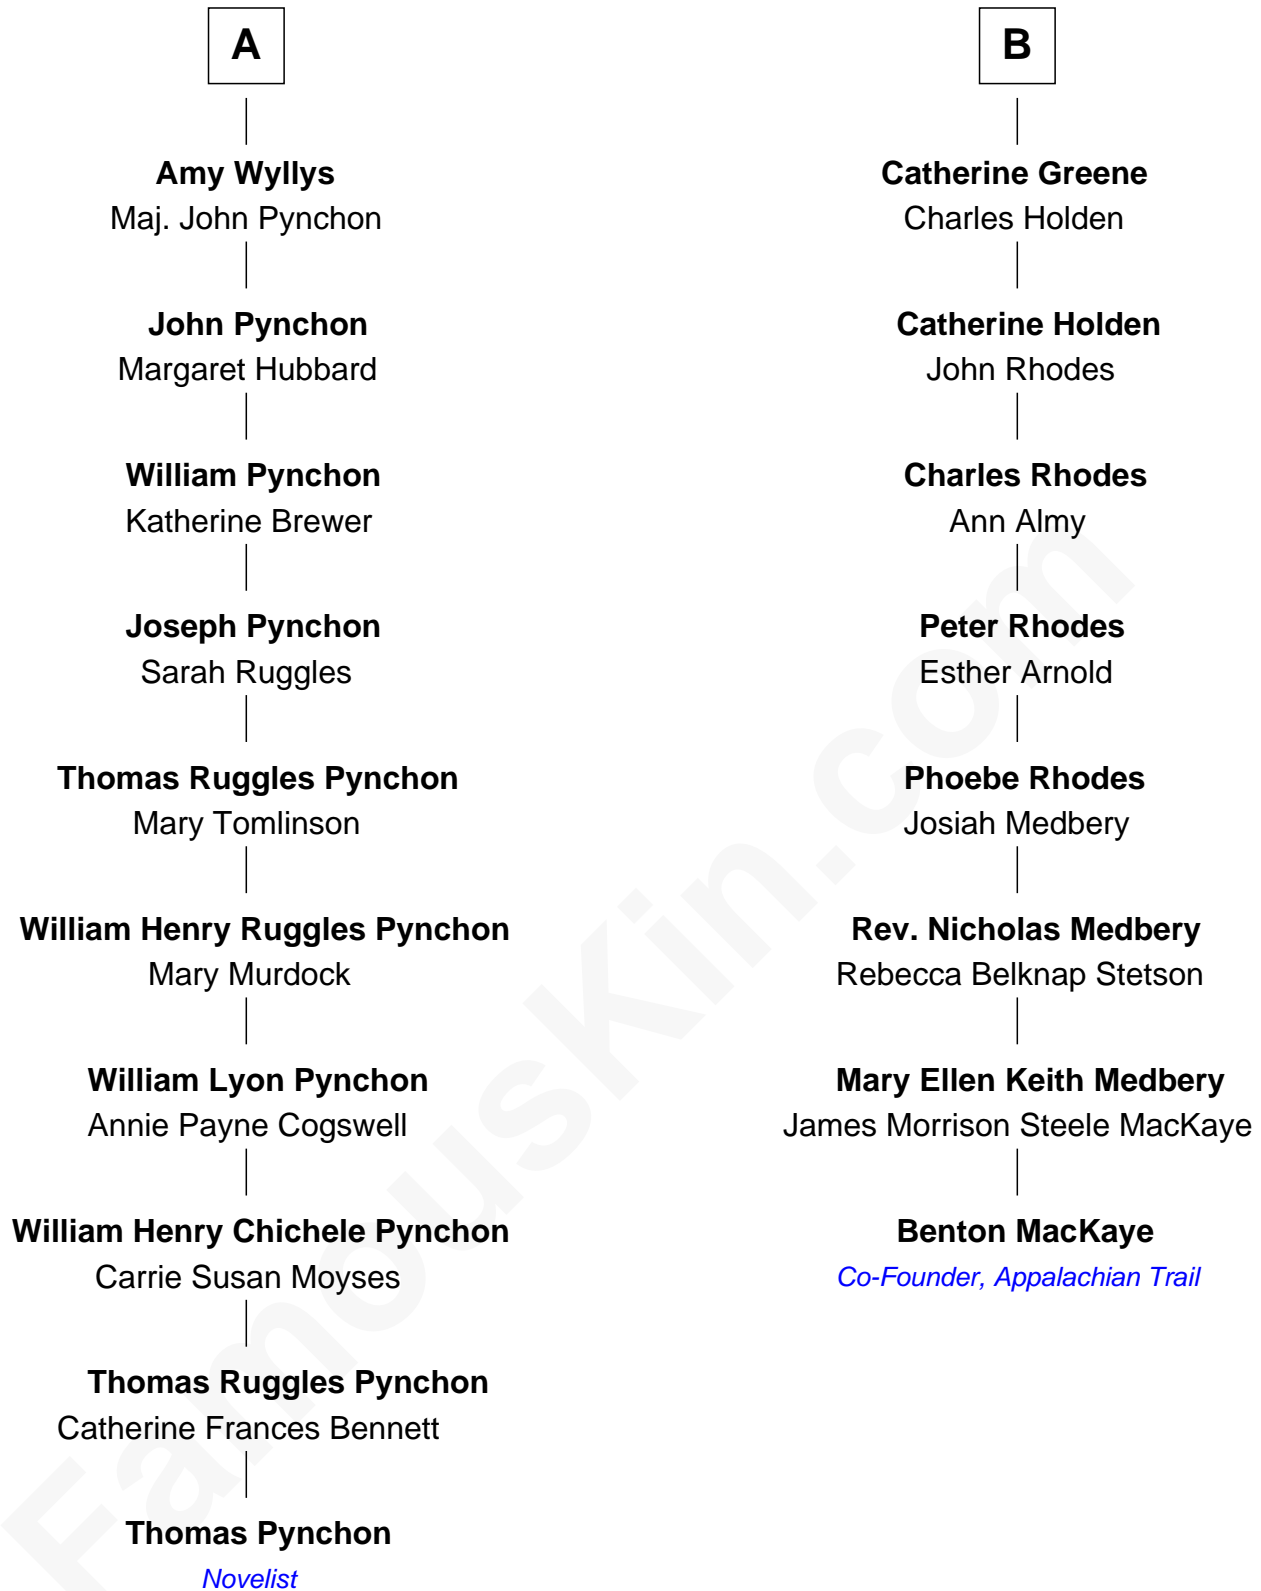 A
Amy Wyllys
Maj. John Pynchon
John Pynchon
Margaret Hubbard
William Pynchon
Katherine Brewer
Joseph Pynchon
Sarah Ruggles
Thomas Ruggles Pynchon
Mary Tomlinson
William Henry Ruggles Pynchon
Mary Murdock
William Lyon Pynchon
Annie Payne Cogswell
William Henry Chichele Pynchon
Carrie Susan Moyses
Thomas Ruggles Pynchon
Catherine Frances Bennett
Thomas Pynchon
Novelist
B
Catherine Greene
Charles Holden
Catherine Holden
John Rhodes
Charles Rhodes
Ann Almy
Peter Rhodes
Esther Arnold
Phoebe Rhodes
Josiah Medbery
Rev. Nicholas Medbery
Rebecca Belknap Stetson
Mary Ellen Keith Medbery
James Morrison Steele MacKaye
Benton MacKaye
Co-Founder, Appalachian Trail
FamousKin.com